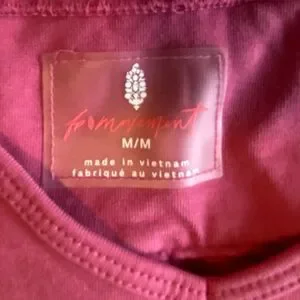 fp movement
M/M
made in vietnam
fabriqué au vietnam